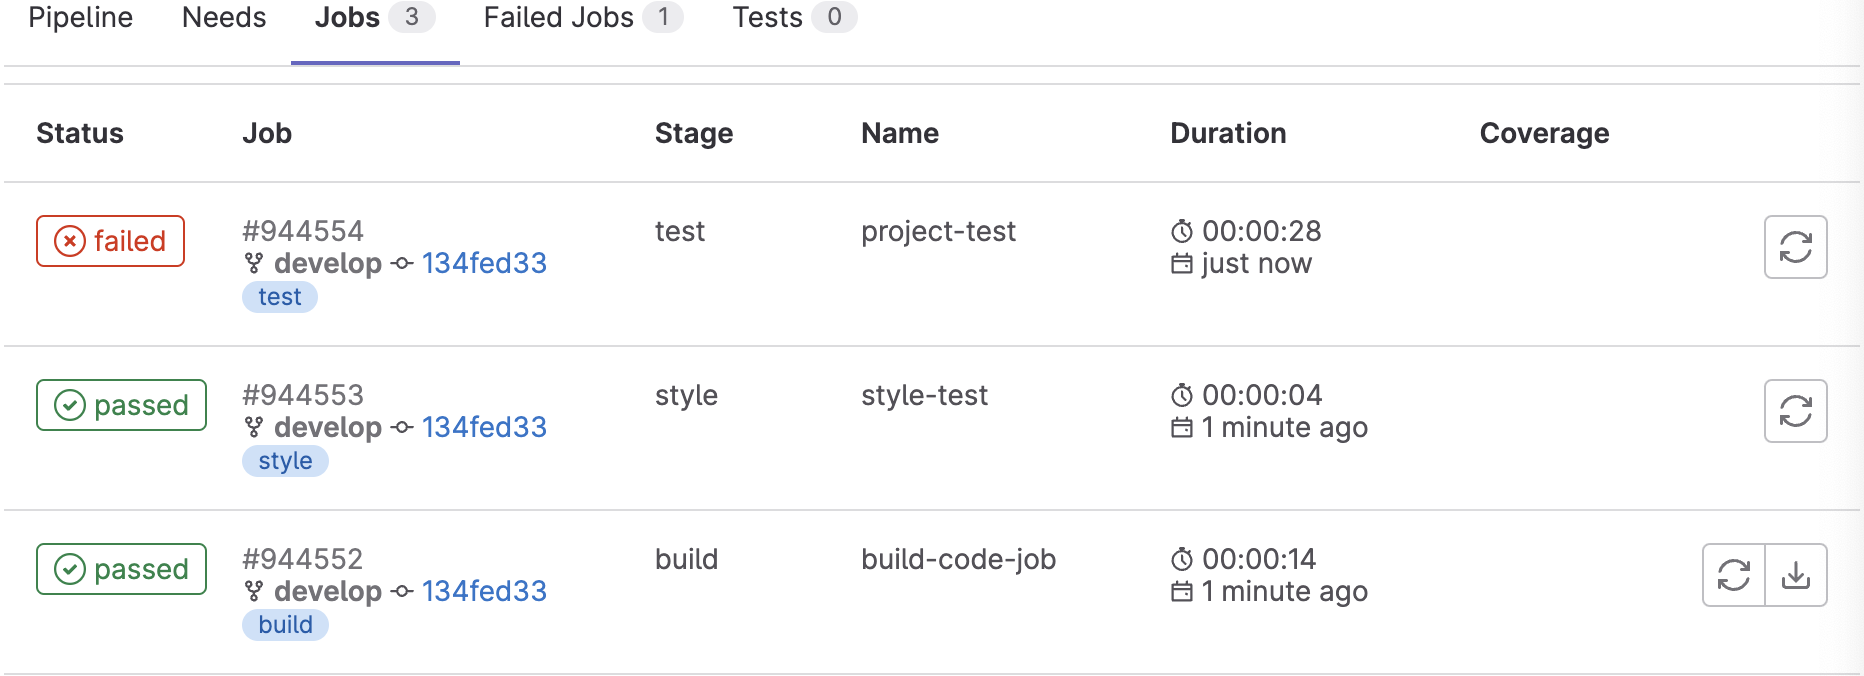 Pipeline Needs Jobs 3 Failed Jobs 1 Tests 0
Status Job Stage Name Duration Coverage
failed #944554 test project-test 00:00:28
develop 134fed33 just now
test
passed #944553 style style-test 00:00:04
develop 134fed33 1 minute ago
style
passed #944552 build build-code-job 00:00:14
develop 134fed33 1 minute ago
build